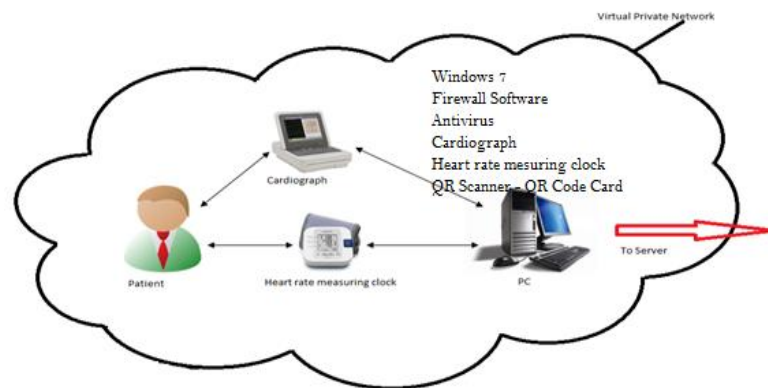 Virtual Private Network
Windows 7
Firewall Software
Antivirus
Cardiograph
Heart rate mesuring clock
QR Scanner - QR Code Card
Cardiograph
To Server
Patient
Heart rate measuring clock
PC